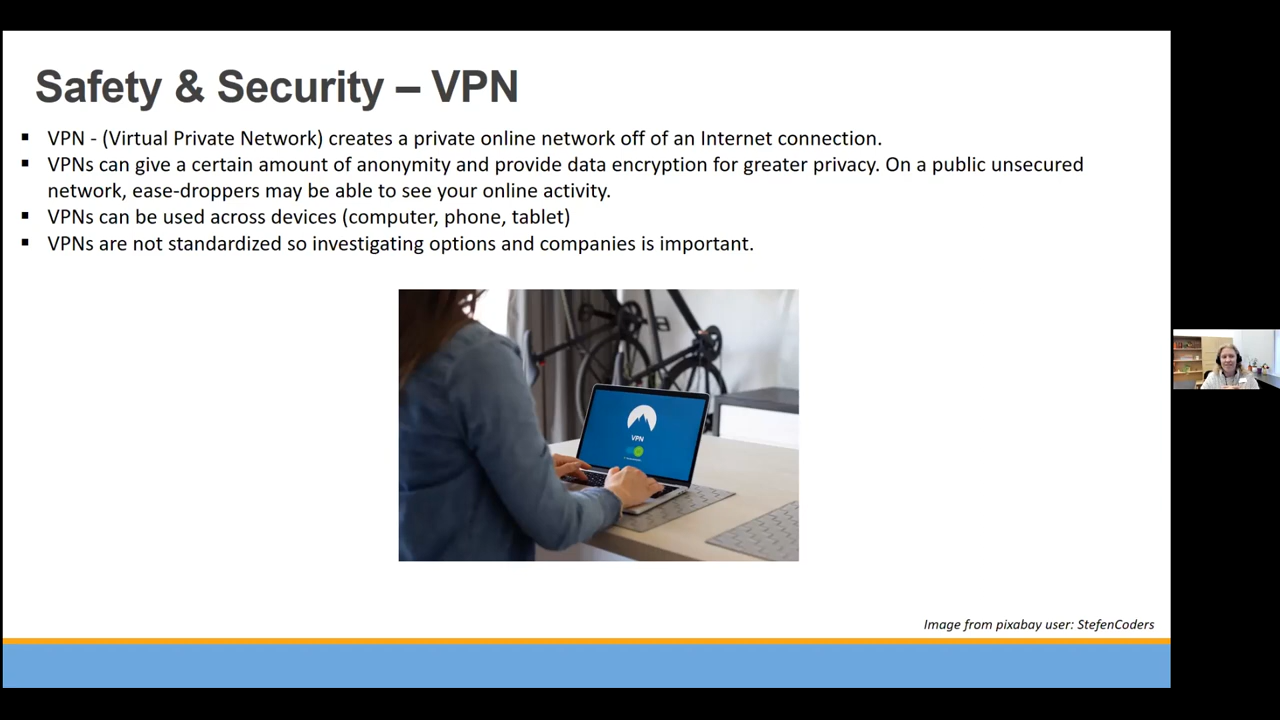 Safety & Security – VPN
▪ VPN - (Virtual Private Network) creates a private online network off of an Internet connection.
▪ VPNs can give a certain amount of anonymity and provide data encryption for greater privacy. On a public unsecured
network, ease-droppers may be able to see your online activity.
▪ VPNs can be used across devices (computer, phone, tablet)
▪ VPNs are not standardized so investigating options and companies is important.
VPN
Image from pixabay user: StefenCoders